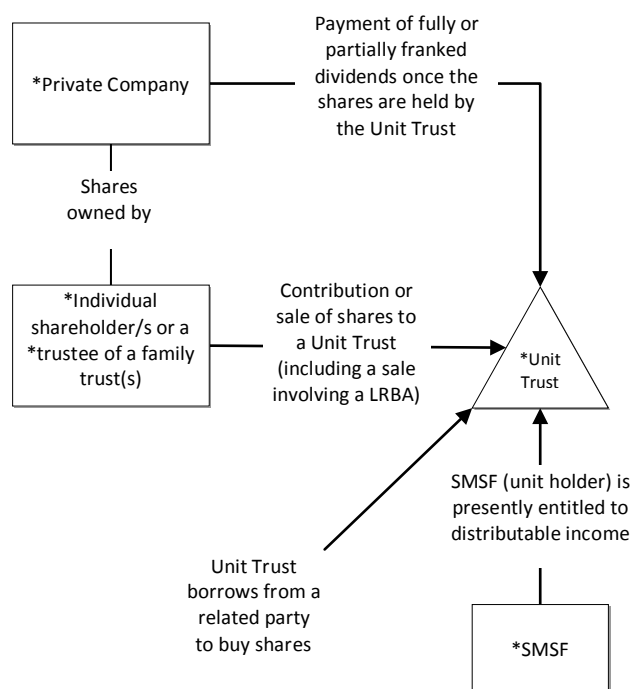 *Private Company
Payment of fully or
partially franked
dividends once the
shares are held by
the Unit Trust
Shares
owned by
*Individual
shareholder/s or a
*trustee of a family
trust(s)
Contribution or
sale of shares to
a Unit Trust
(including a sale
involving a LRBA)
*Unit
Trust
SMSF (unit holder) is
presently entitled to
distributable income
Unit Trust
borrows from a
related party
to buy shares
*SMSF